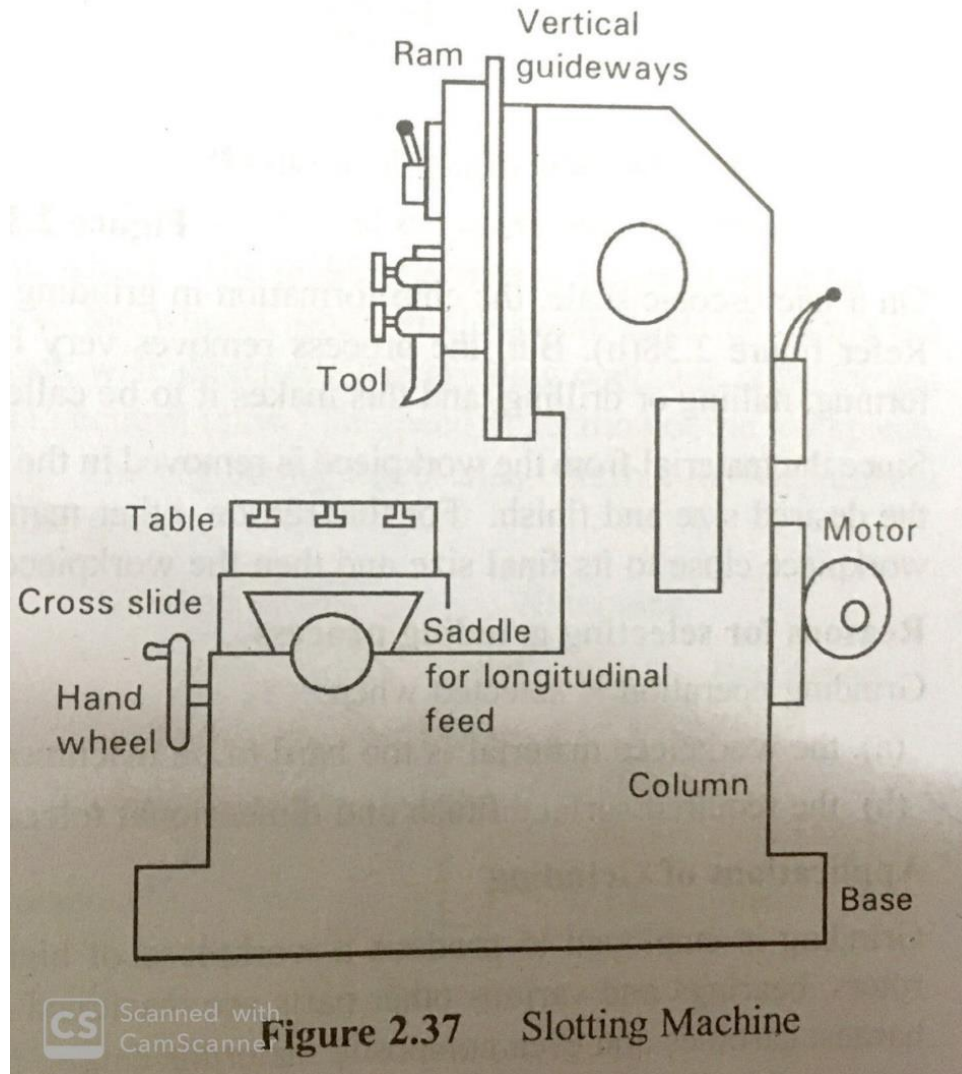 Vertical
Ram
guideways
Tool
Table
Motor
Cross slide
Saddle
for longitudinal
feed
Hand
wheel
Column
Base
CS
Scanned with
CamScanner
Figure 2.37 Slotting Machine